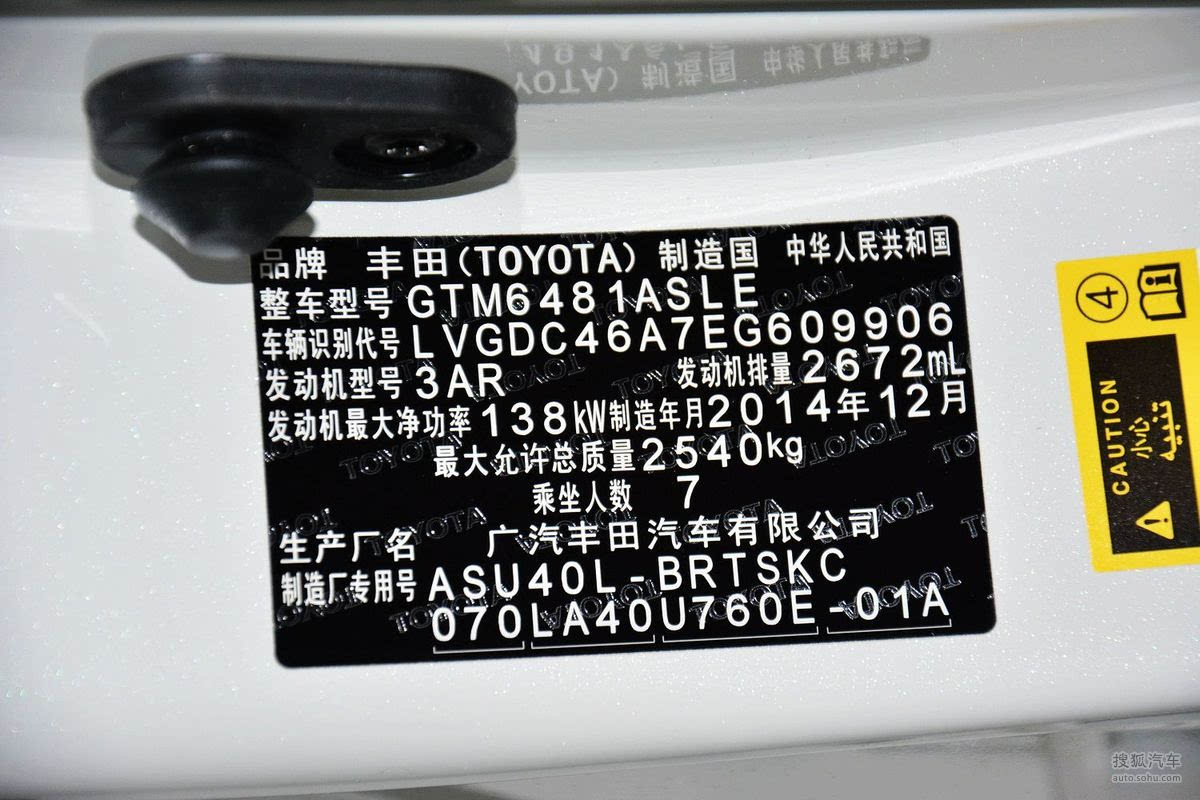 品牌 丰田(TOYOTA) 制造国 中华人民共和国
整车型号 GTM6481ASLE
车辆识别代号 LVGDC46A7EG609906
发动机型号 3AR 发动机排量 2672mL
发动机最大净功率 138kW 制造年月 2014年12月
最大允许总质量 2540kg
乘坐人数 7
生产厂名 广汽丰田汽车有限公司
制造厂专用号 ASU40L-BRTSKC
070LA40U760E-01A
④
CAUTION
小心
تنبيه
搜狐汽车
auto.sohu.com